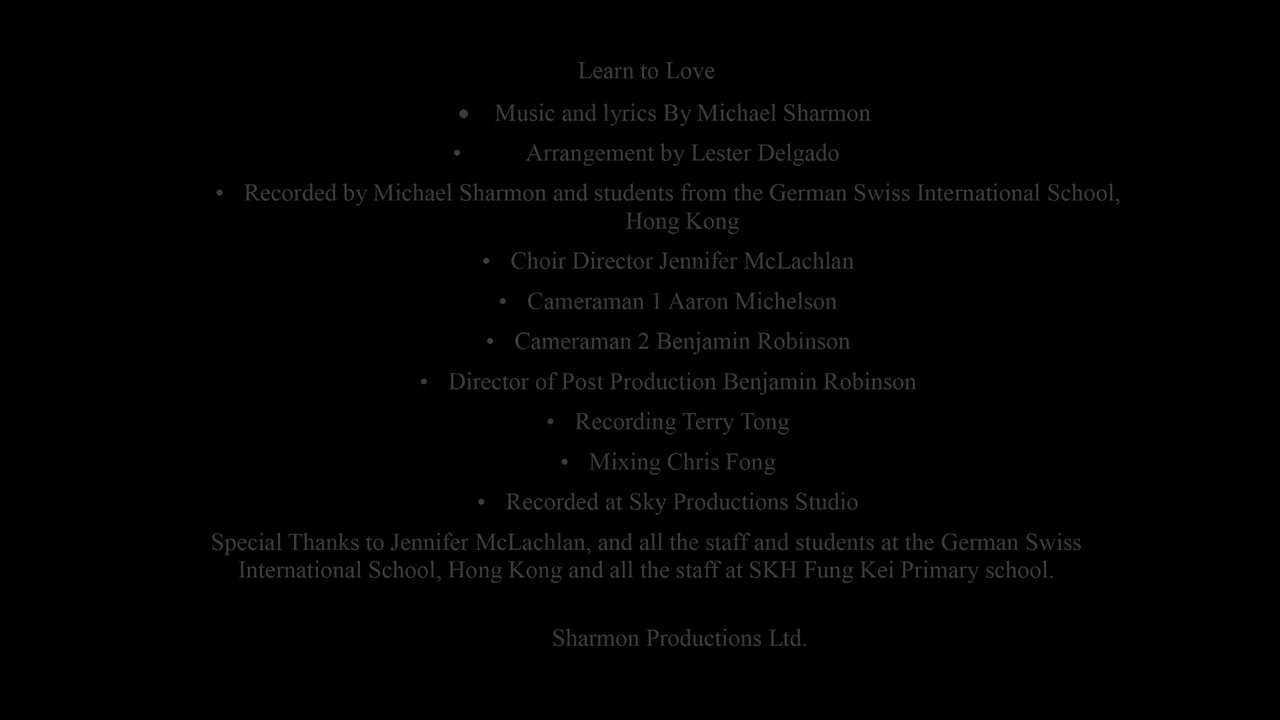 Learn to Love
• Music and lyrics By Michael Sharmon
• Arrangement by Lester Delgado
• Recorded by Michael Sharmon and students from the German Swiss International School,
Hong Kong
• Choir Director Jennifer McLachlan
• Cameraman 1 Aaron Michelson
• Cameraman 2 Benjamin Robinson
• Director of Post Production Benjamin Robinson
• Recording Terry Tong
• Mixing Chris Fong
• Recorded at Sky Productions Studio
Special Thanks to Jennifer McLachlan, and all the staff and students at the German Swiss
International School, Hong Kong and all the staff at SKH Fung Kei Primary school.
Sharmon Productions Ltd.